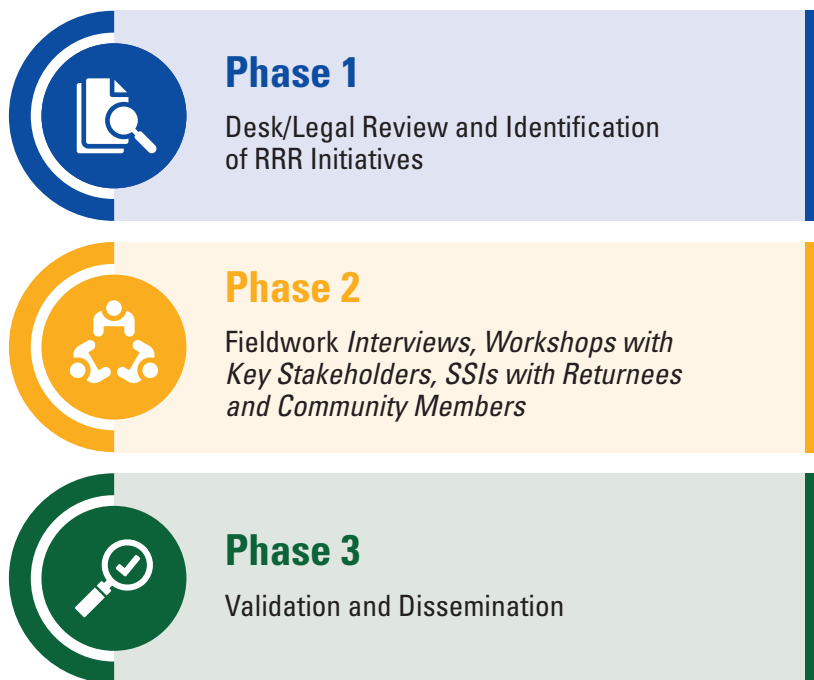 Phase 1
Desk/Legal Review and Identification
of RRR Initiatives
Phase 2
Fieldwork Interviews, Workshops with
Key Stakeholders, SSIs with Returnees
and Community Members
Phase 3
Validation and Dissemination